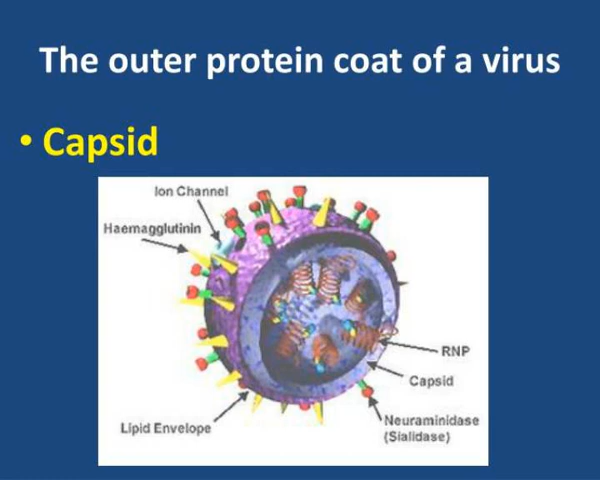 The outer protein coat of a virus
• Capsid
Ion Channel
Haemagglutinin
RNP
Capsid
Neuraminidase
(Sialidase)
Lipid Envelope